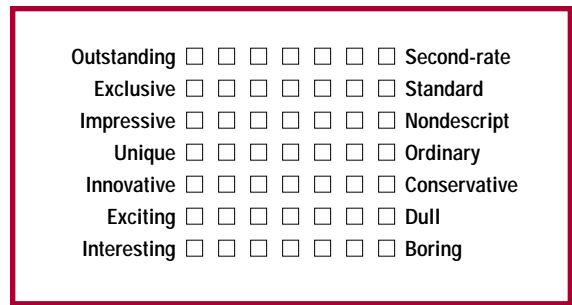 Outstanding □ □ □ □ □ □ □ Second-rate
Exclusive □ □ □ □ □ □ □ Standard
Impressive □ □ □ □ □ □ □ Nondescript
Unique □ □ □ □ □ □ □ Ordinary
Innovative □ □ □ □ □ □ □ Conservative
Exciting □ □ □ □ □ □ □ Dull
Interesting □ □ □ □ □ □ □ Boring